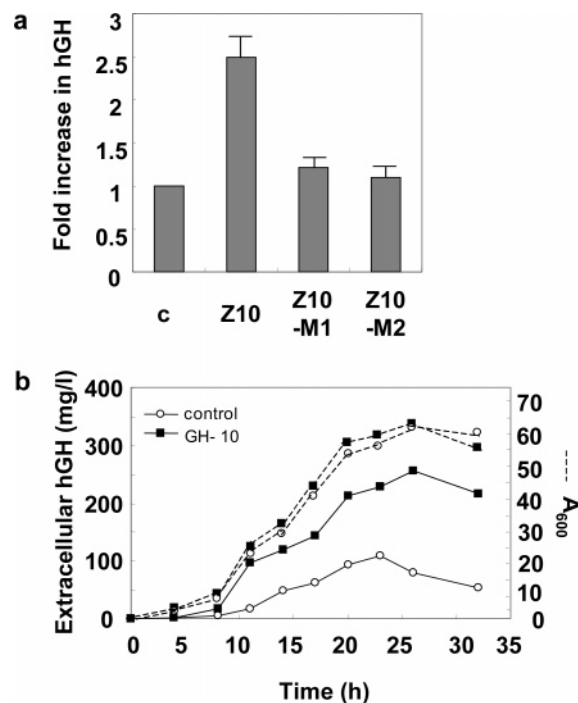 a
Fold increase in hGH
3
2.5
2
1.5
1
0.5
0
c
Z10
Z10
-M1
Z10
-M2
b
Extracellular hGH (mg/l)
400
300
200
100
0
control
GH- 10
70
60
50
40
30
20
10
0
A600
0 5 10 15 20 25 30 35
Time (h)